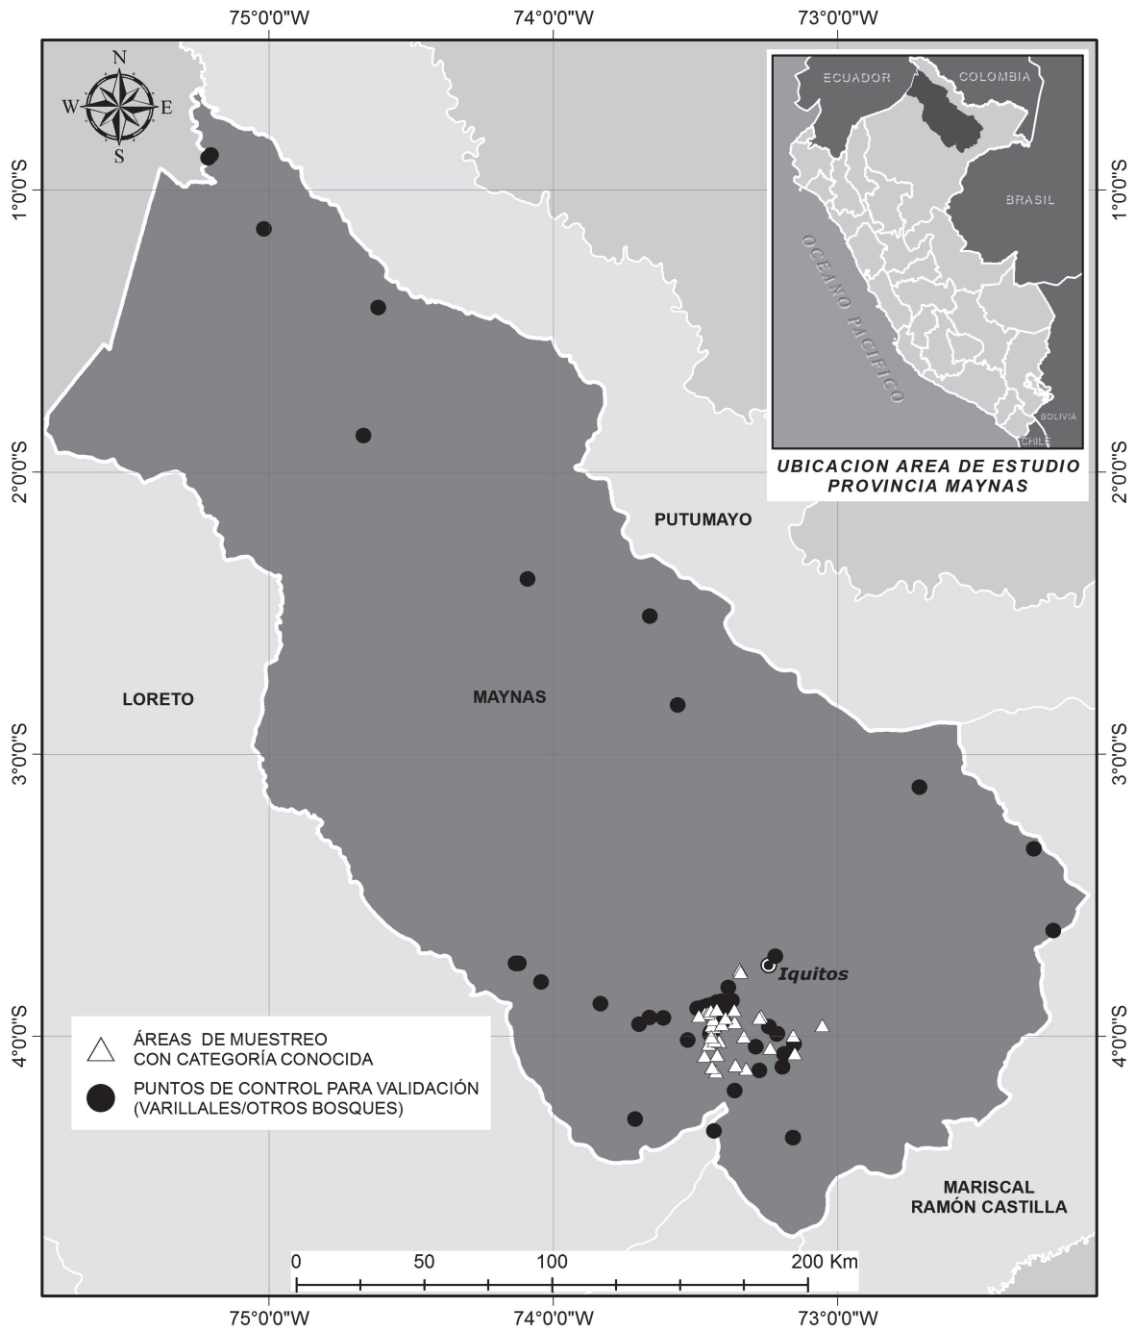 75°0'0"W
74°0'0"W
73°0'0"W
N
W
E
S
ECUADOR
COLOMBIA
BRASIL
OCEANO PACIFICO
BOLIVIA
CHILE
UBICACION AREA DE ESTUDIO
PROVINCIA MAYNAS
1°0'0"S
1°0'0"S
2°0'0"S
2°0'0"S
PUTUMAYO
LORETO
MAYNAS
3°0'0"S
3°0'0"S
Iquitos
4°0'0"S
4°0'0"S
ÁREAS DE MUESTREO
CON CATEGORÍA CONOCIDA
PUNTOS DE CONTROL PARA VALIDACIÓN
(VARILLALES/OTROS BOSQUES)
MARISCAL
RAMÓN CASTILLA
0 50 100 200 Km
75°0'0"W
74°0'0"W
73°0'0"W